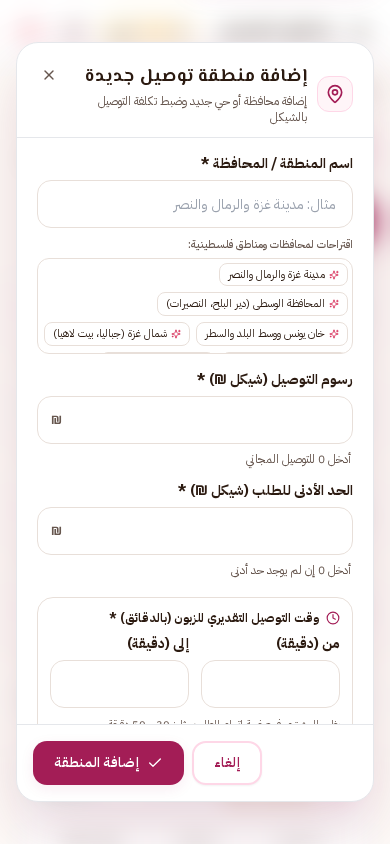 إضافة منطقة توصيل جديدة
إضافة محافظة أو حي جديد وضبط تكلفة التوصيل
بالشيكل
اسم المنطقة / المحافظة *
مثال: مدينة غزة والرمال والنصر
اقتراحات لمحافظات ومناطق فلسطينية:
مدينة غزة والرمال والنصر
المحافظة الوسطى (دير البلح، النصيرات)
خان يونس ووسط البلد والسطر
شمال غزة (جباليا، بيت لاهيا)
رسوم التوصيل (شيكل ₪) *
₪
أدخل 0 للتوصيل المجاني
الحد الأدنى للطلب (شيكل ₪) *
₪
أدخل 0 إن لم يوجد حد أدنى
وقت التوصيل التقديري للزبون (بالدقائق) *
من (دقيقة)
إلى (دقيقة)
إلغاء
إضافة المنطقة